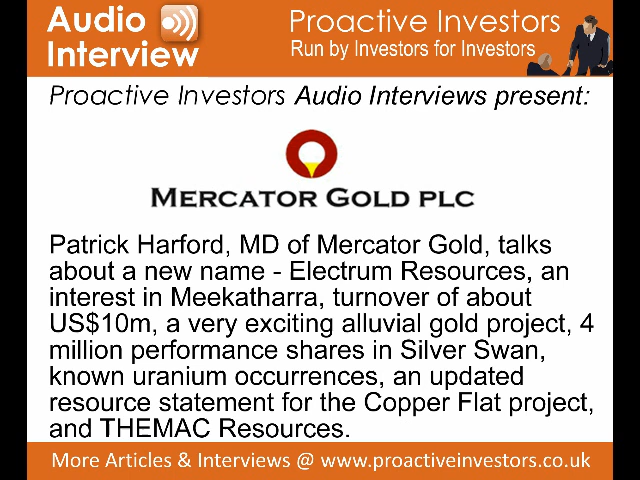 Audio
Interview
Proactive Investors
Run by Investors for Investors
Proactive Investors Audio Interviews present:
MERCATOR GOLD PLC
Patrick Harford, MD of Mercator Gold, talks
about a new name - Electrum Resources, an
interest in Meekatharra, turnover of about
US$10m, a very exciting alluvial gold project, 4
million performance shares in Silver Swan,
known uranium occurrences, an updated
resource statement for the Copper Flat project,
and THEMAC Resources.
More Articles & Interviews @ www.proactiveinvestors.co.uk